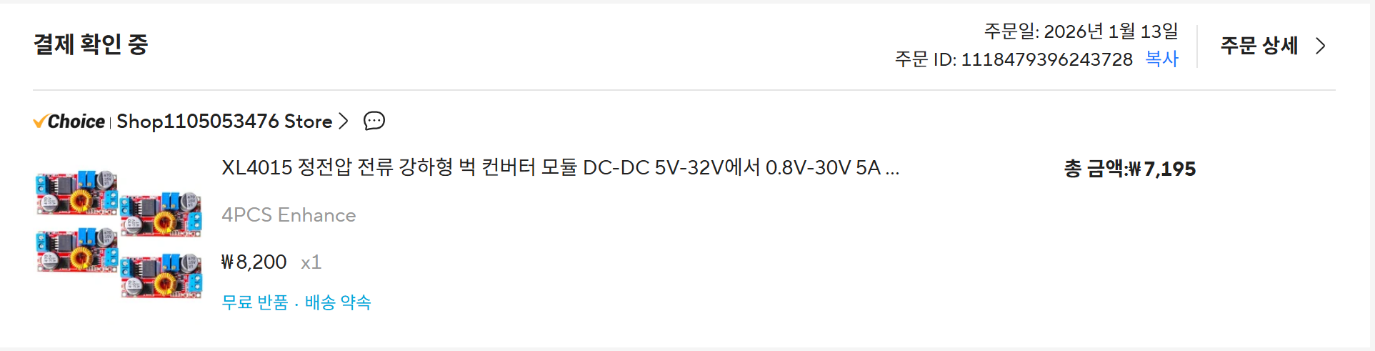 결제 확인 중
주문일: 2026년 1월 13일
주문 ID: 1118479396243728 복사
주문 상세
Choice | Shop1105053476 Store
XL4015 정전압 전류 강하형 벅 컨버터 모듈 DC-DC 5V-32V에서 0.8V-30V 5A ...
총 금액:₩7,195
4PCS Enhance
₩8,200 x1
무료 반품 · 배송 약속